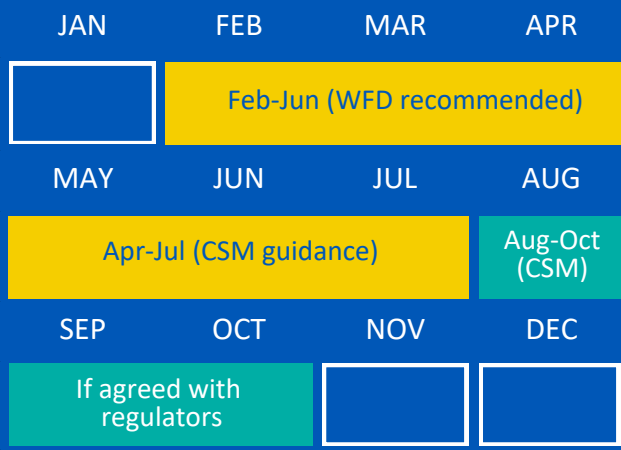 JAN FEB MAR APR
Feb-Jun (WFD recommended)
MAY JUN JUL AUG
Apr-Jul (CSM guidance)
Aug-Oct
(CSM)
SEP OCT NOV DEC
If agreed with
regulators